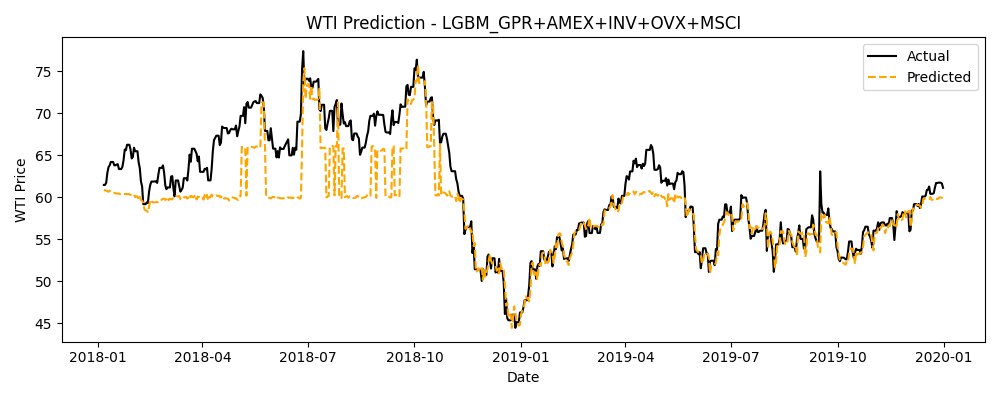 WTI Prediction - LGBM_GPR+AMEX+INV+OVX+MSCI
Actual
Predicted
WTI Price
75
70
65
60
55
50
45
2018-01 2018-04 2018-07 2018-10 2019-01 2019-04 2019-07 2019-10 2020-01
Date